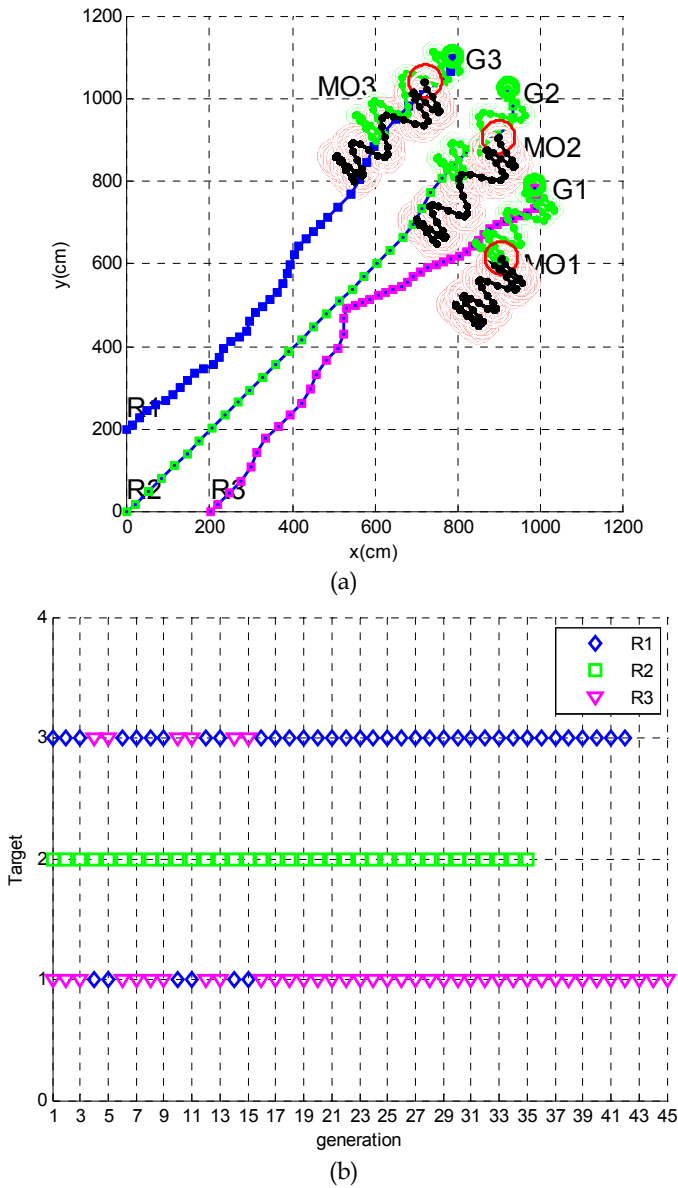 1200
1000
800
600
400
200
0
y(cm)
MO3
G3
G2
MO2
G1
MO1
R1
R2
R3
0 200 400 600 800 1000 1200
x(cm)
(a)
4
3
2
1
0
Target
R1
R2
R3
1 3 5 7 9 11 13 15 17 19 21 23 25 27 29 31 33 35 37 39 41 43 45
generation
(b)